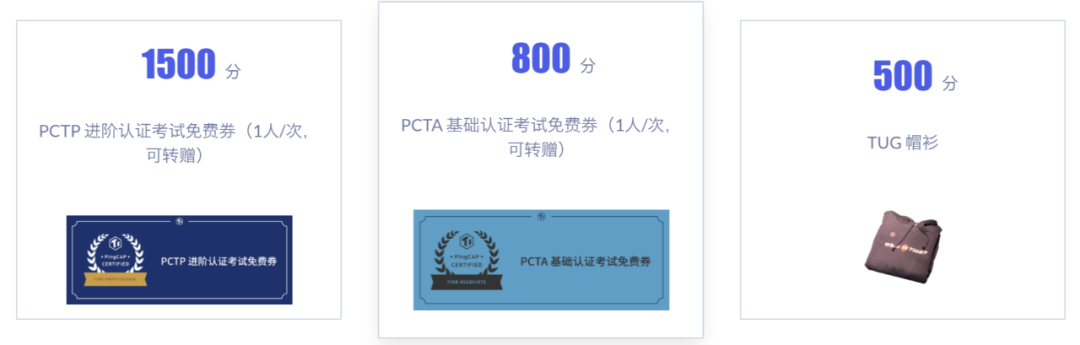 1500 分
PCTP 进阶认证考试免费券（1人/次，
可转赠）
PingCAP
CERTIFIED
TIDB PROFESSIONAL
PCTP 进阶认证考试免费券
800 分
PCTA 基础认证考试免费券（1人/次，
可转赠）
PingCAP
CERTIFIED
TIDB ASSOCIATE
PCTA 基础认证考试免费券
500 分
TUG 帽衫